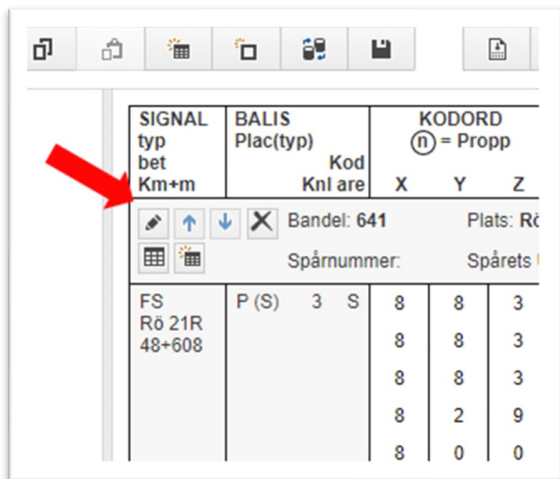 SIGNAL BALIS KODORD
typ Plac(typ) (n) = Propp
bet Kod
Km+m Knl are X Y Z
Bandel: 641 Plats: Rö
Spårnummer: Spårets
FS P (S) 3 S 8 8 3
Rö 21R
48+608 8 8 3
8 8 3
8 2 9
8 0 0